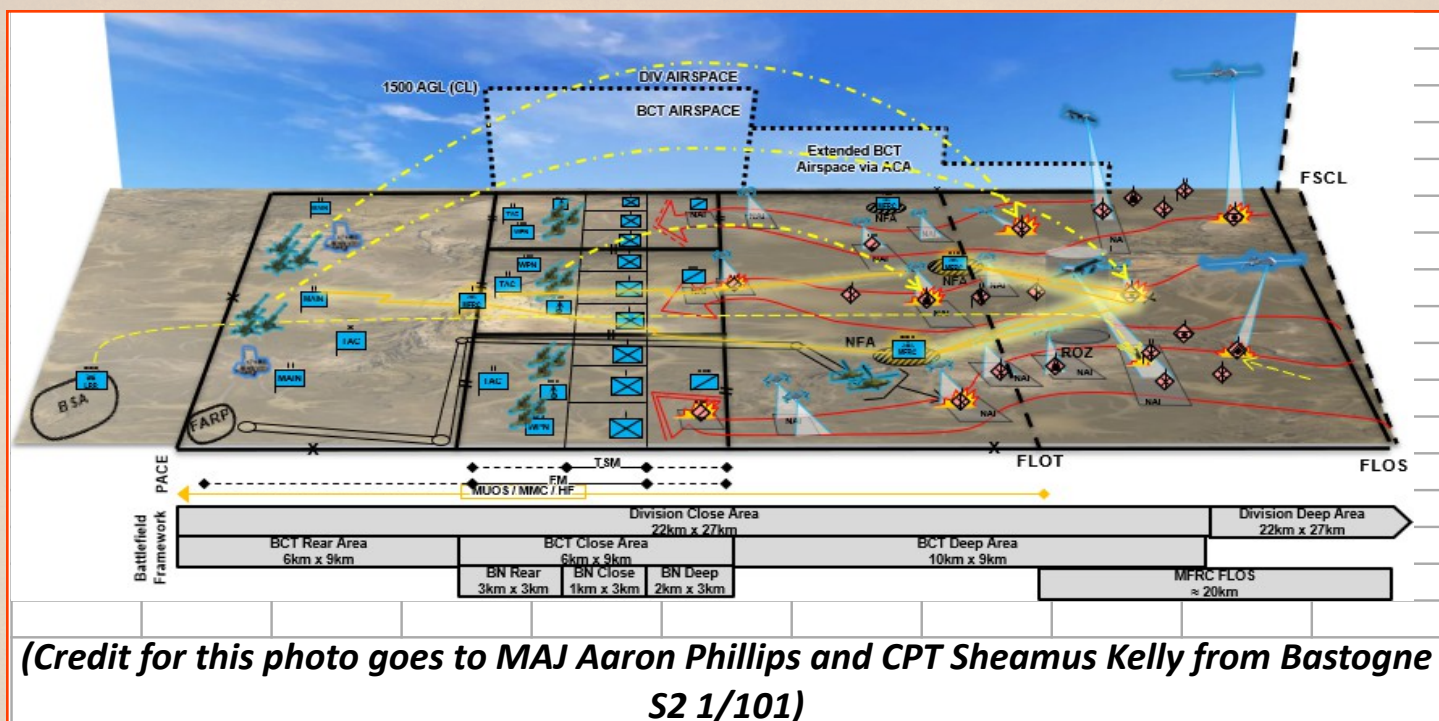 DIV AIRSPACE
1500 AGL (CL)
BCT AIRSPACE
Extended BCT
Airspace via ACA
FSCL
MAIN
TAC
WPN
NAI
NFA
NAI
MAIN
TAC
WPN
MFRC
NFA
NAI
TAC
MAIN
NFA
MFRC
ROZ
NAI
NAI
BSA
LRR
TAC
WPN
NAI
NAI
FARP
FLOT
FLOS
PACE
TSM
FM
MUOS / MMC / HF
Battlefield
Framework
Division Close Area
22km x 27km
Division Deep Area
22km x 27km
BCT Rear Area
6km x 9km
BCT Close Area
6km x 9km
BCT Deep Area
10km x 9km
BN Rear
3km x 3km
BN Close
1km x 3km
BN Deep
2km x 3km
MFRC FLOS
≈ 20km
(Credit for this photo goes to MAJ Aaron Phillips and CPT Sheamus Kelly from Bastogne
S2 1/101)